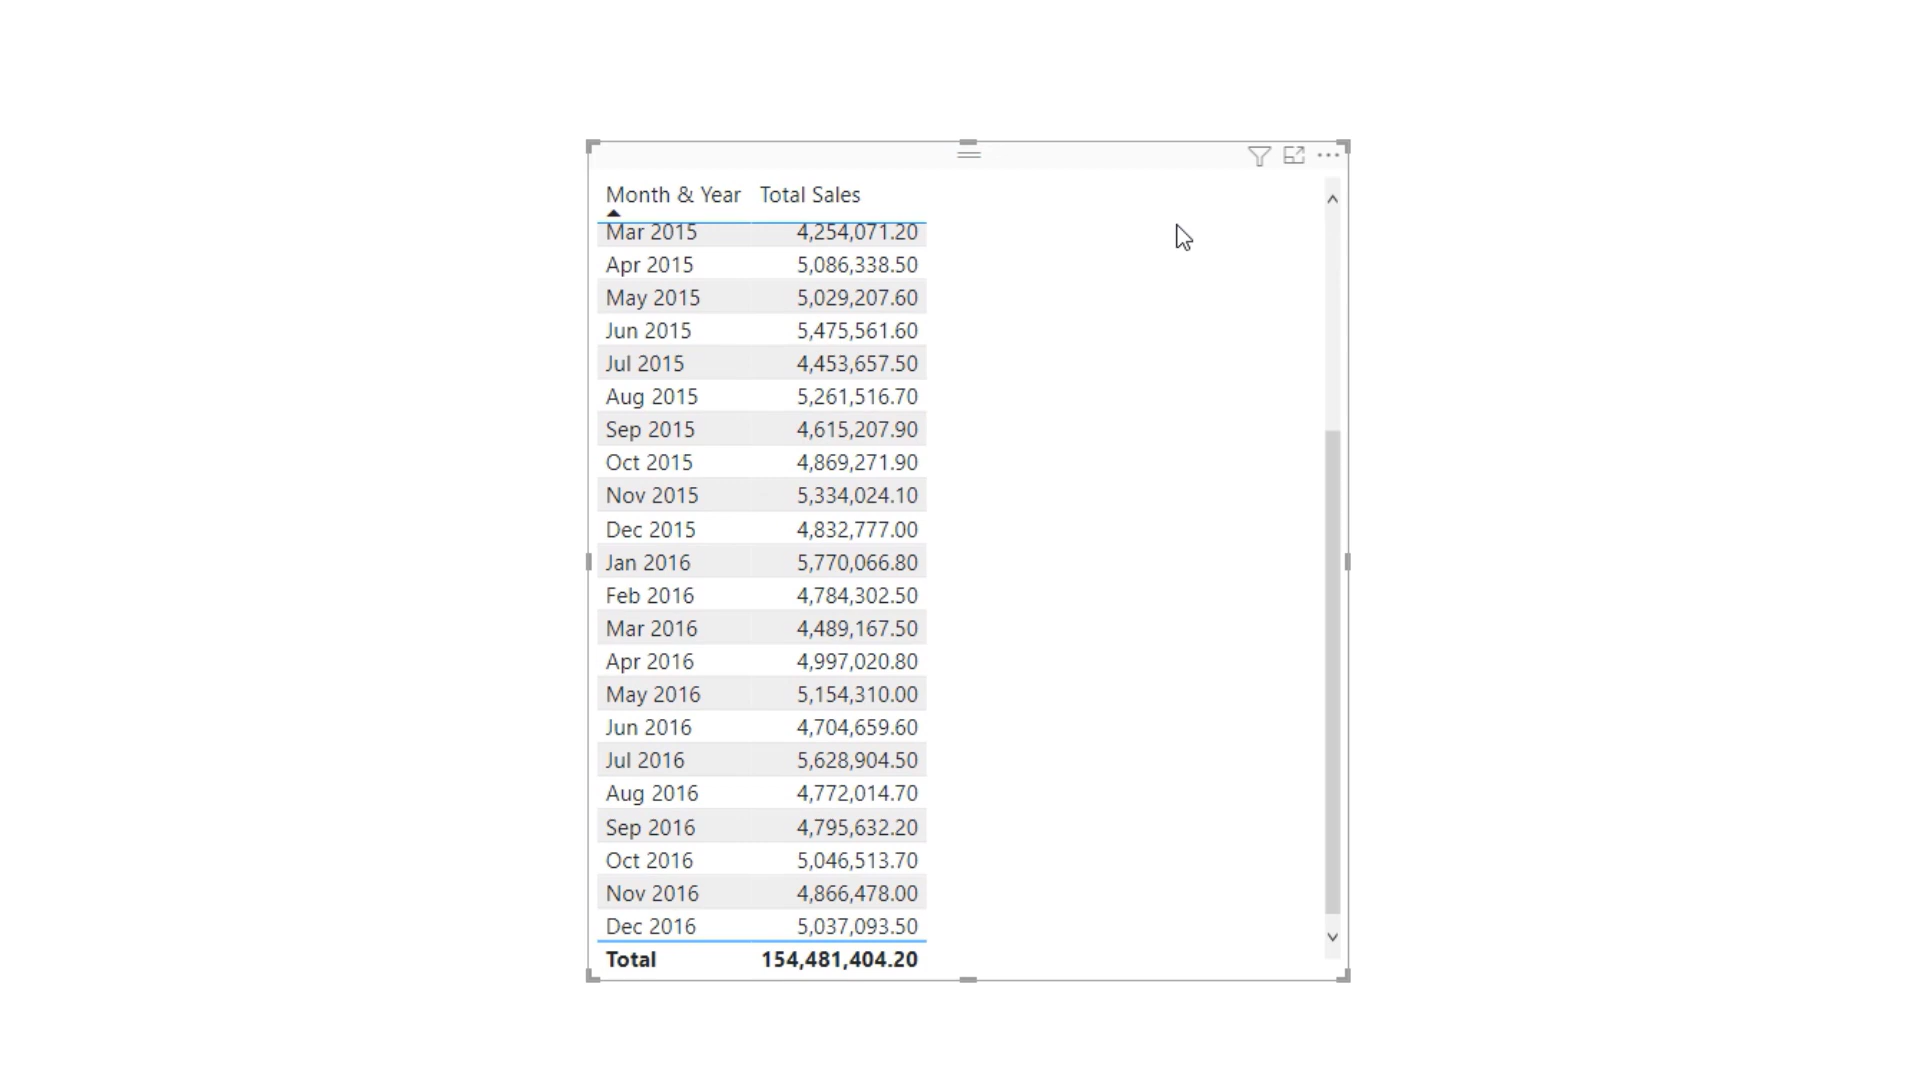 Month & Year Total Sales
Mar 2015 4,254,071.20
Apr 2015 5,086,338.50
May 2015 5,029,207.60
Jun 2015 5,475,561.60
Jul 2015 4,453,657.50
Aug 2015 5,261,516.70
Sep 2015 4,615,207.90
Oct 2015 4,869,271.90
Nov 2015 5,334,024.10
Dec 2015 4,832,777.00
Jan 2016 5,770,066.80
Feb 2016 4,784,302.50
Mar 2016 4,489,167.50
Apr 2016 4,997,020.80
May 2016 5,154,310.00
Jun 2016 4,704,659.60
Jul 2016 5,628,904.50
Aug 2016 4,772,014.70
Sep 2016 4,795,632.20
Oct 2016 5,046,513.70
Nov 2016 4,866,478.00
Dec 2016 5,037,093.50
Total 154,481,404.20